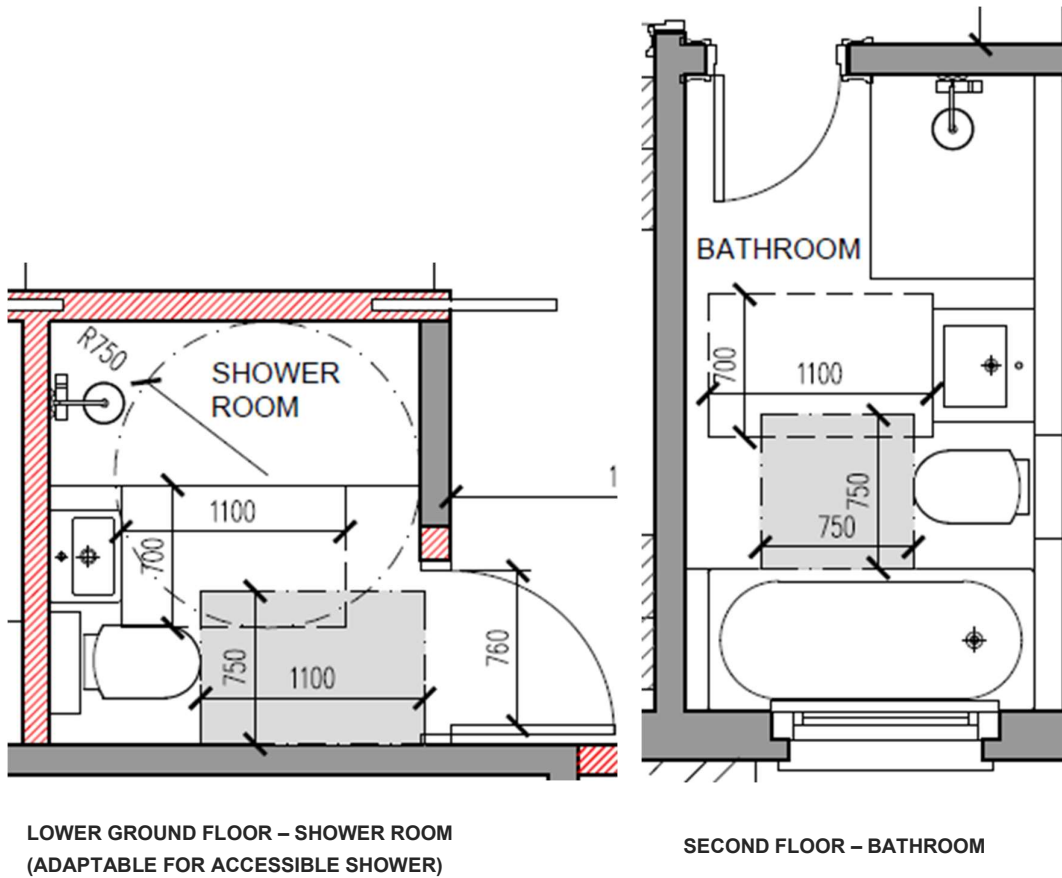 R750
SHOWER
ROOM
1100
700
750
1100
760
1
BATHROOM
700
1100
750
750
LOWER GROUND FLOOR – SHOWER ROOM
(ADAPTABLE FOR ACCESSIBLE SHOWER)
SECOND FLOOR – BATHROOM